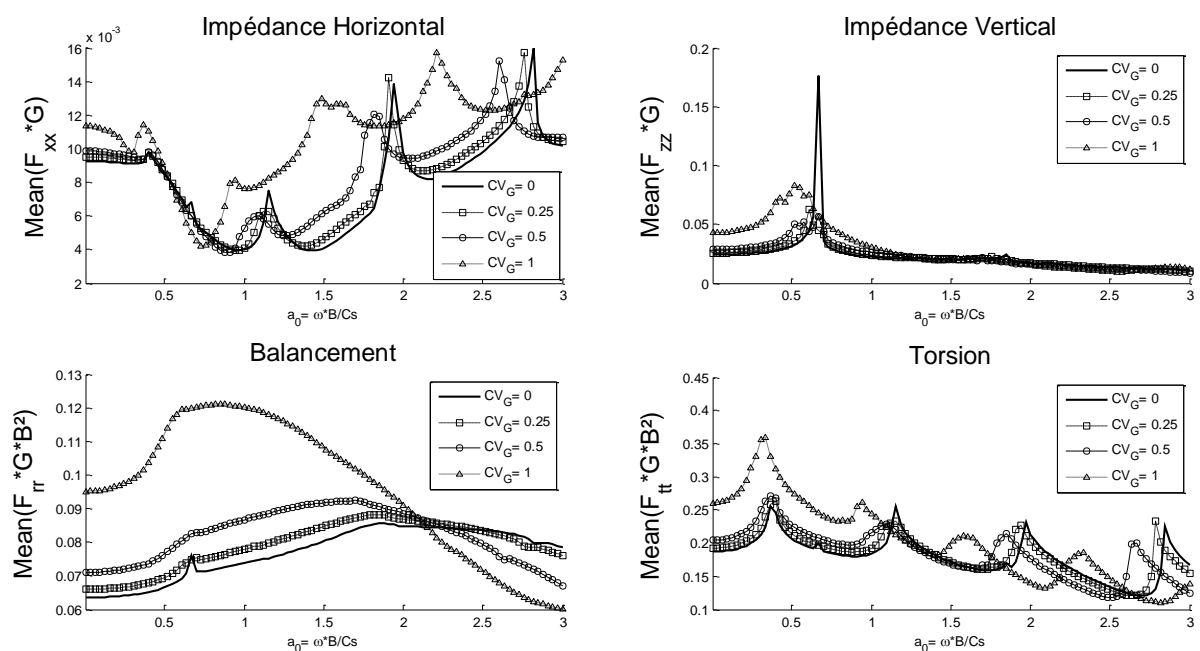 Impédance Horizontal
x 10⁻³
16
14
12
10
8
6
4
2
Mean(F_xx*G)
0.5 1 1.5 2 2.5 3
a₀= ω*B/Cs
CV_G= 0
CV_G= 0.25
CV_G= 0.5
CV_G= 1
Impédance Vertical
0.2
0.15
0.1
0.05
0
Mean(F_zz*G)
0.5 1 1.5 2 2.5 3
a₀= ω*B/Cs
CV_G= 0
CV_G= 0.25
CV_G= 0.5
CV_G= 1
Balancement
0.13
0.12
0.11
0.1
0.09
0.08
0.07
0.06
Mean(F_rr*G*B²)
0.5 1 1.5 2 2.5 3
a₀= ω*B/Cs
CV_G= 0
CV_G= 0.25
CV_G= 0.5
CV_G= 1
Torsion
0.45
0.4
0.35
0.3
0.25
0.2
0.15
0.1
Mean(F_tt*G*B²)
0.5 1 1.5 2 2.5 3
a₀= ω*B/Cs
CV_G= 0
CV_G= 0.25
CV_G= 0.5
CV_G= 1